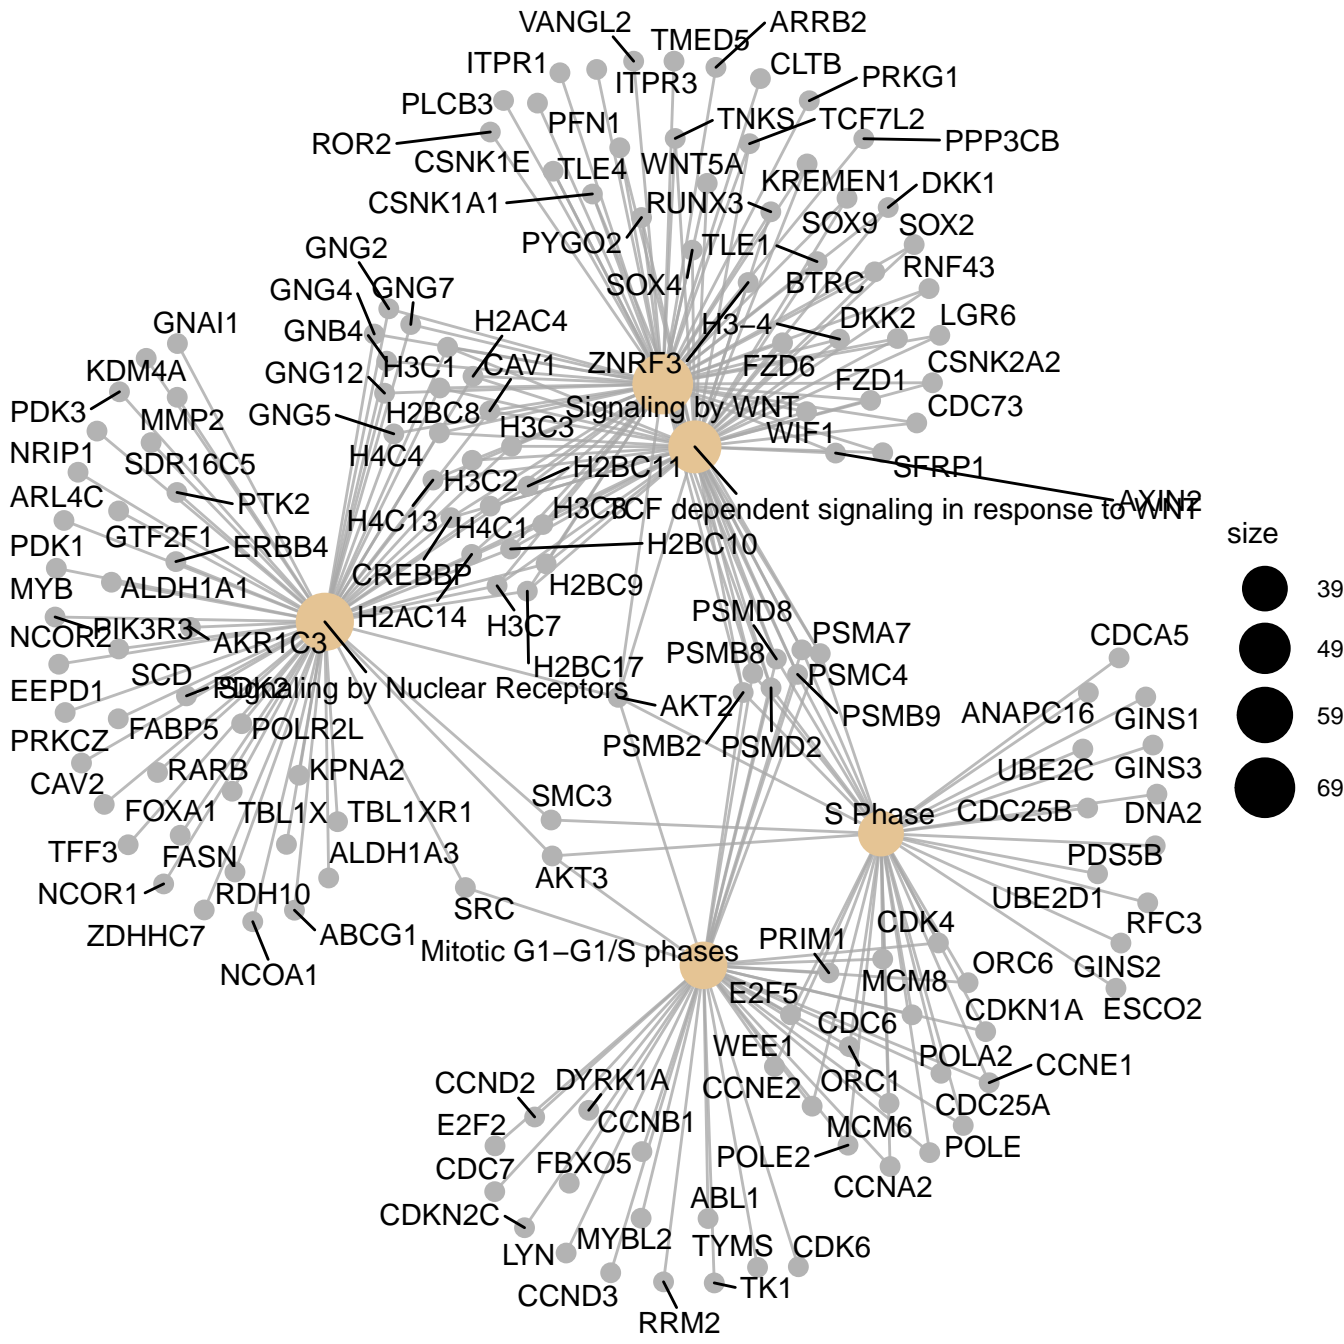 VANGL2
ARRB2
TMED5
ITPR1
ITPR3
CLTB
PRKG1
PLCB3
PFN1
TNKS
TCF7L2
ROR2
PPP3CB
CSNK1E
TLE4
WNT5A
KREMEN1
DKK1
CSNK1A1
RUNX3
SOX9
SOX2
PYGO2
TLE1
GNG2
RNF43
BTRC
SOX4
GNG4
GNG7
H3−4
DKK2
LGR6
GNAI1
GNB4
H2AC4
ZNRF3
FZD6
CSNK2A2
KDM4A
GNG12
H3C1
CAV1
FZD1
PDK3
MMP2
GNG5
H2BC8
Signaling by WNT
CDC73
H3C3
WIF1
NRIP1
SDR16C5
H4C4
H2BC11
SFRP1
H3C2
ARL4C
PTK2
AXIN2
H4C13
H4C1
H3C8
TCF dependent signaling in response to WNT
PDK1
GTF2F1
ERBB4
H2BC10
size
MYB
ALDH1A1
CREBBP
H2BC9
39
H2AC14
H3C7
PSMD8
NCOR2
PIK3R3
AKR1C3
PSMA7
CDCA5
49
H2BC17
PSMB8
PSMC4
EEPD1
SCD
PDK2
Signaling by Nuclear Receptors
AKT2
PSMB9
ANAPC16
GINS1
59
PRKCZ
FABP5
POLR2L
PSMB2
PSMD2
CAV2
RARB
KPNA2
UBE2C
GINS3
69
FOXA1
TBL1X
TBL1XR1
SMC3
S Phase
CDC25B
DNA2
TFF3
FASN
ALDH1A3
AKT3
PDS5B
NCOR1
RDH10
SRC
UBE2D1
RFC3
ZDHHC7
ABCG1
CDK4
PRIM1
NCOA1
Mitotic G1−G1/S phases
MCM8
ORC6
GINS2
E2F5
CDC6
CDKN1A
ESCO2
WEE1
POLA2
CCNE1
CCND2
DYRK1A
CCNE2
ORC1
CDC25A
E2F2
CCNB1
MCM6
POLE
CDC7
FBXO5
POLE2
CCNA2
CDKN2C
ABL1
LYN
MYBL2
TYMS
CDK6
CCND3
TK1
RRM2